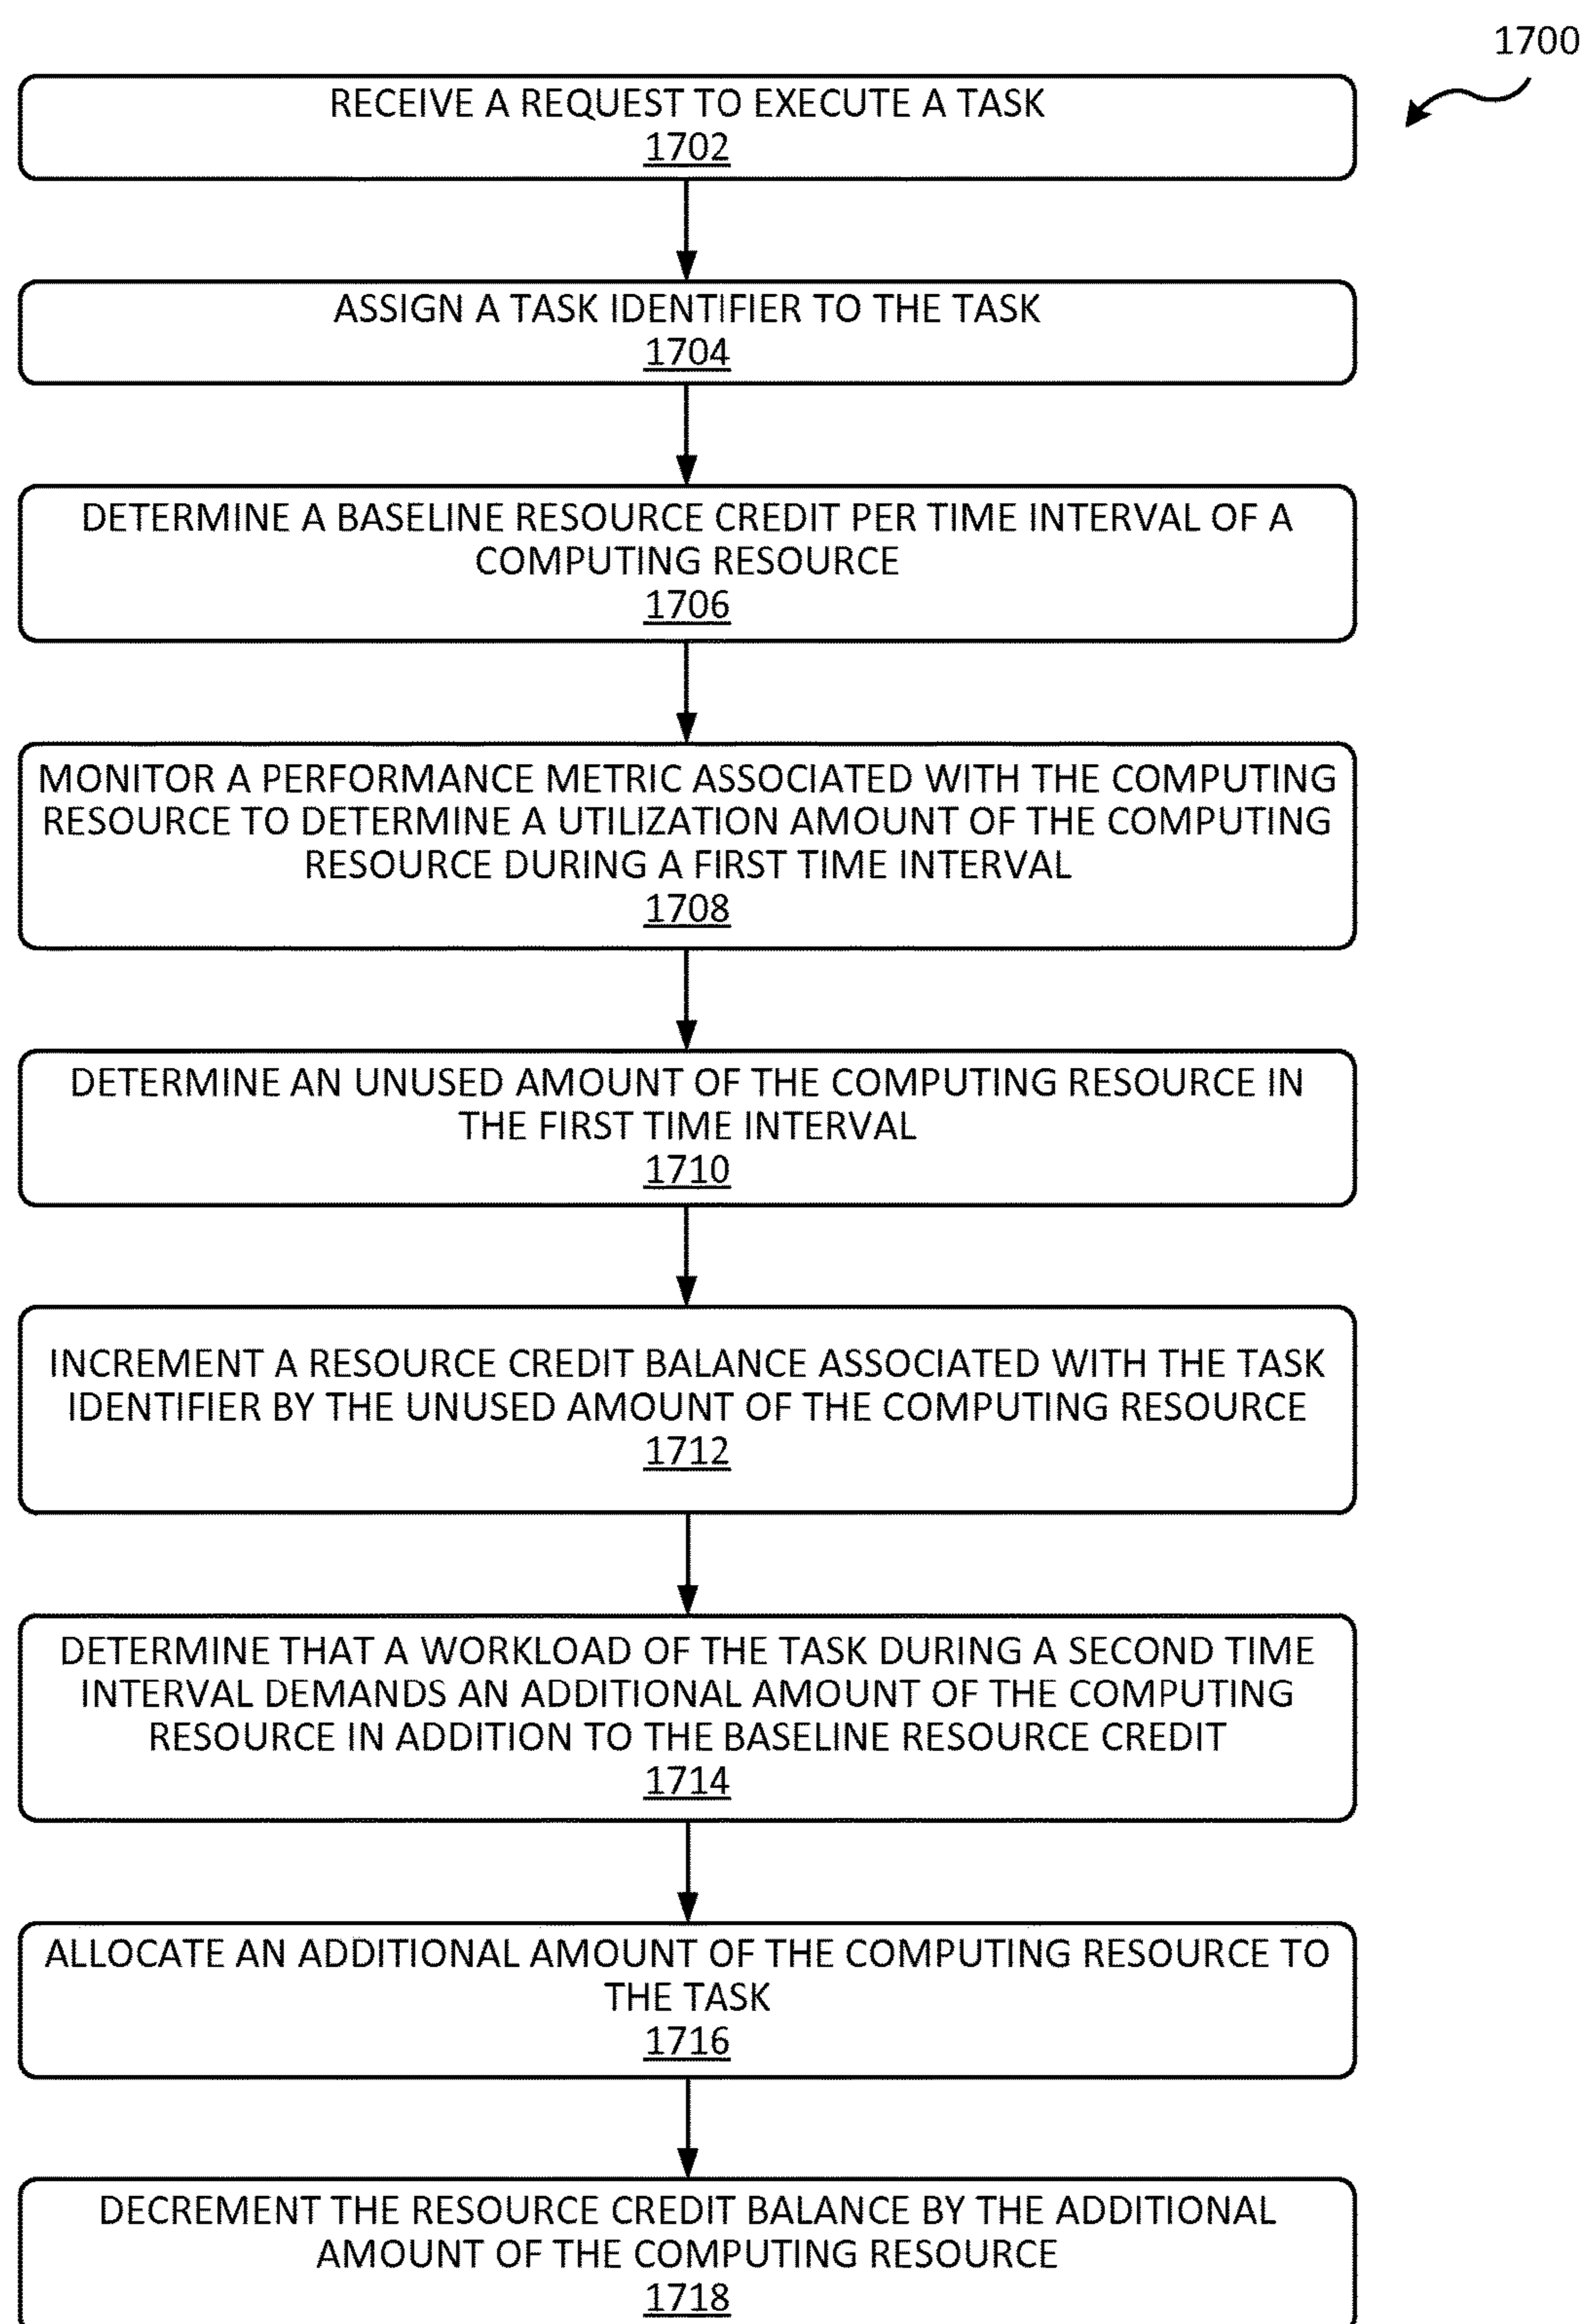 1700
RECEIVE A REQUEST TO EXECUTE A TASK
1702
ASSIGN A TASK IDENTIFIER TO THE TASK
1704
DETERMINE A BASELINE RESOURCE CREDIT PER TIME INTERVAL OF A
COMPUTING RESOURCE
1706
MONITOR A PERFORMANCE METRIC ASSOCIATED WITH THE COMPUTING
RESOURCE TO DETERMINE A UTILIZATION AMOUNT OF THE COMPUTING
RESOURCE DURING A FIRST TIME INTERVAL
1708
DETERMINE AN UNUSED AMOUNT OF THE COMPUTING RESOURCE IN
THE FIRST TIME INTERVAL
1710
INCREMENT A RESOURCE CREDIT BALANCE ASSOCIATED WITH THE TASK
IDENTIFIER BY THE UNUSED AMOUNT OF THE COMPUTING RESOURCE
1712
DETERMINE THAT A WORKLOAD OF THE TASK DURING A SECOND TIME
INTERVAL DEMANDS AN ADDITIONAL AMOUNT OF THE COMPUTING
RESOURCE IN ADDITION TO THE BASELINE RESOURCE CREDIT
1714
ALLOCATE AN ADDITIONAL AMOUNT OF THE COMPUTING RESOURCE TO
THE TASK
1716
DECREMENT THE RESOURCE CREDIT BALANCE BY THE ADDITIONAL
AMOUNT OF THE COMPUTING RESOURCE
1718